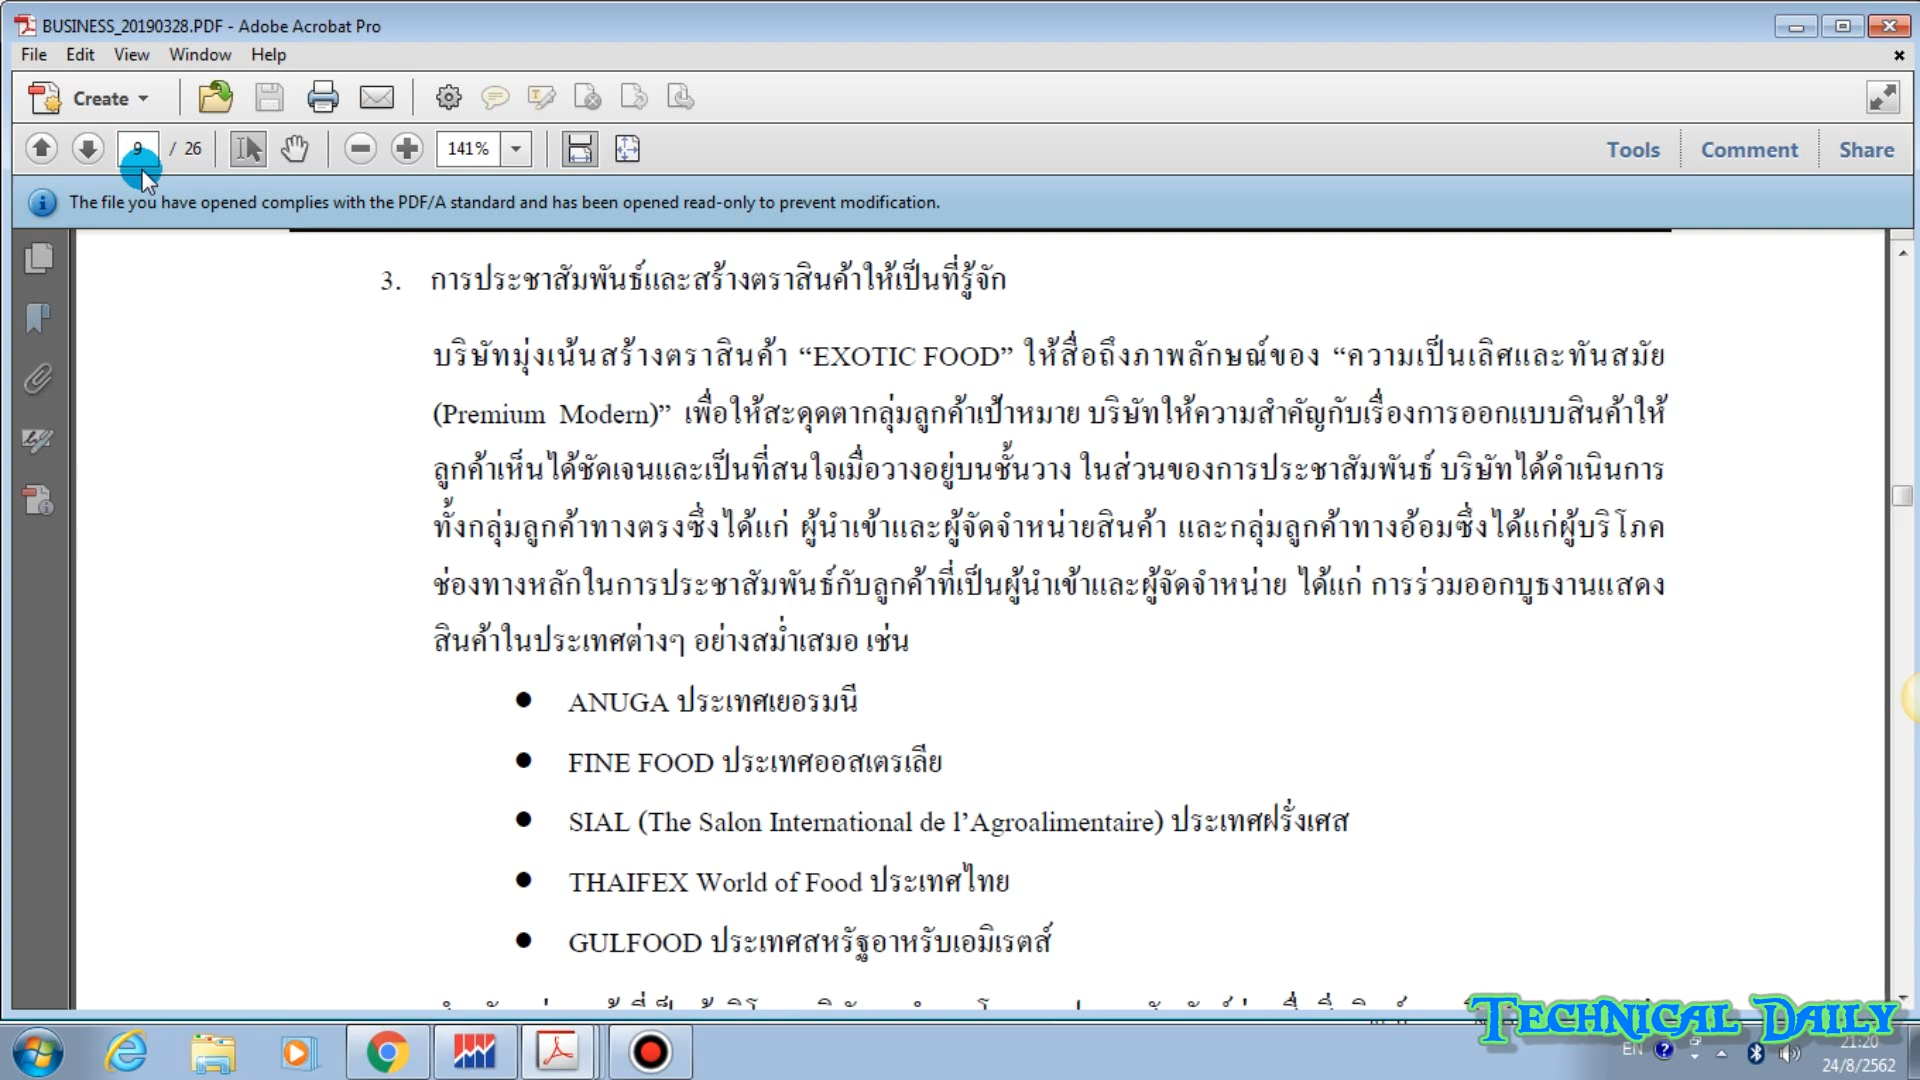 BUSINESS_20190328.PDF - Adobe Acrobat Pro
File Edit View Window Help
Create
9 / 26 141% Tools Comment Share
The file you have opened complies with the PDF/A standard and has been opened read-only to prevent modification.
3. การประชาสัมพันธ์และสร้างตราสินค้าให้เป็นที่รู้จัก
บริษัทมุ่งเน้นสร้างตราสินค้า “EXOTIC FOOD” ให้สื่อถึงภาพลักษณ์ของ “ความเป็นเลิศและทันสมัย
(Premium Modern)” เพื่อให้สะดุดตากลุ่มลูกค้าเป้าหมาย บริษัทให้ความสำคัญกับเรื่องการออกแบบสินค้าให้
ลูกค้าเห็นได้ชัดเจนและเป็นที่สนใจเมื่อวางอยู่บนชั้นวาง ในส่วนของการประชาสัมพันธ์ บริษัทได้ดำเนินการ
ทั้งกลุ่มลูกค้าทางตรงซึ่งได้แก่ ผู้นำเข้าและผู้จัดจำหน่ายสินค้า และกลุ่มลูกค้าทางอ้อมซึ่งได้แก่ผู้บริโภค
ช่องทางหลักในการประชาสัมพันธ์กับลูกค้าที่เป็นผู้นำเข้าและผู้จัดจำหน่าย ได้แก่ การร่วมออกบูธงานแสดง
สินค้าในประเทศต่างๆ อย่างสม่ำเสมอ เช่น
● ANUGA ประเทศเยอรมนี
● FINE FOOD ประเทศออสเตรเลีย
● SIAL (The Salon International de l’Agroalimentaire) ประเทศฝรั่งเศส
● THAIFEX World of Food ประเทศไทย
● GULFOOD ประเทศสหรัฐอาหรับเอมิเรตส์
TECHNICAL DAILY
EN 21:20
24/8/2562